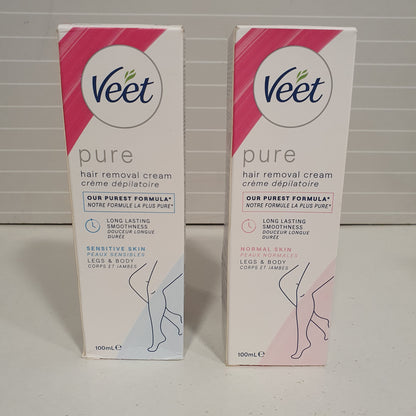 Veet
pure
hair removal cream
crème dépilatoire
OUR PUREST FORMULA*
NOTRE FORMULE LA PLUS PURE*
LONG LASTING
SMOOTHNESS
DOUCEUR LONGUE
DURÉE
SENSITIVE SKIN
PEAUX SENSIBLES
LEGS & BODY
CORPS ET JAMBES
100mL℮
Veet
pure
hair removal cream
crème dépilatoire
OUR PUREST FORMULA*
NOTRE FORMULE LA PLUS PURE*
LONG LASTING
SMOOTHNESS
DOUCEUR LONGUE
DURÉE
NORMAL SKIN
PEAUX NORMALES
LEGS & BODY
CORPS ET JAMBES
100mL℮